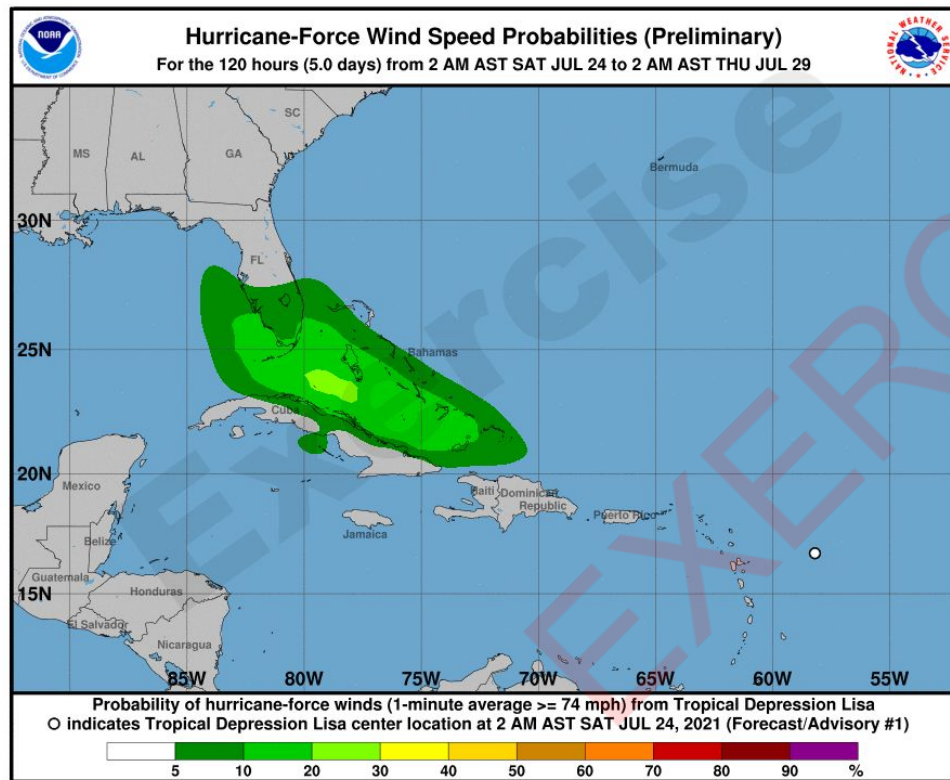 NOAA
Hurricane-Force Wind Speed Probabilities (Preliminary)
For the 120 hours (5.0 days) from 2 AM AST SAT JUL 24 to 2 AM AST THU JUL 29
NATIONAL WEATHER SERVICE
SC
MS
AL
GA
Bermuda
30N
FL
Exercise
EXERC
25N
Bahamas
Cuba
20N
Mexico
Haiti
Dominican
Republic
Puerto Rico
Jamaica
Belize
Guatemala
15N
Honduras
El Salvador
Nicaragua
85W
80W
75W
70W
65W
60W
55W
Probability of hurricane-force winds (1-minute average >= 74 mph) from Tropical Depression Lisa
indicates Tropical Depression Lisa center location at 2 AM AST SAT JUL 24, 2021 (Forecast/Advisory #1)
5 10 20 30 40 50 60 70 80 90 %